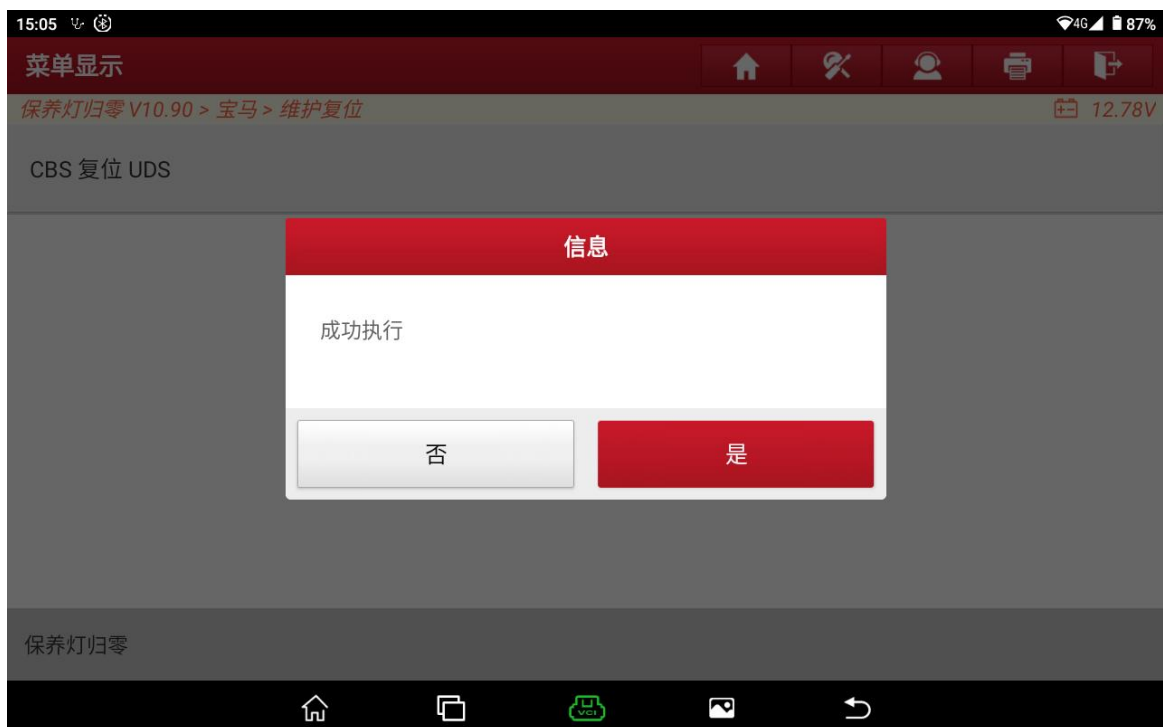 15:05 4G 87%
菜单显示
保养灯归零 V10.90 > 宝马 > 维护复位 12.78V
CBS 复位 UDS
信息
成功执行
否 是
保养灯归零
VCI